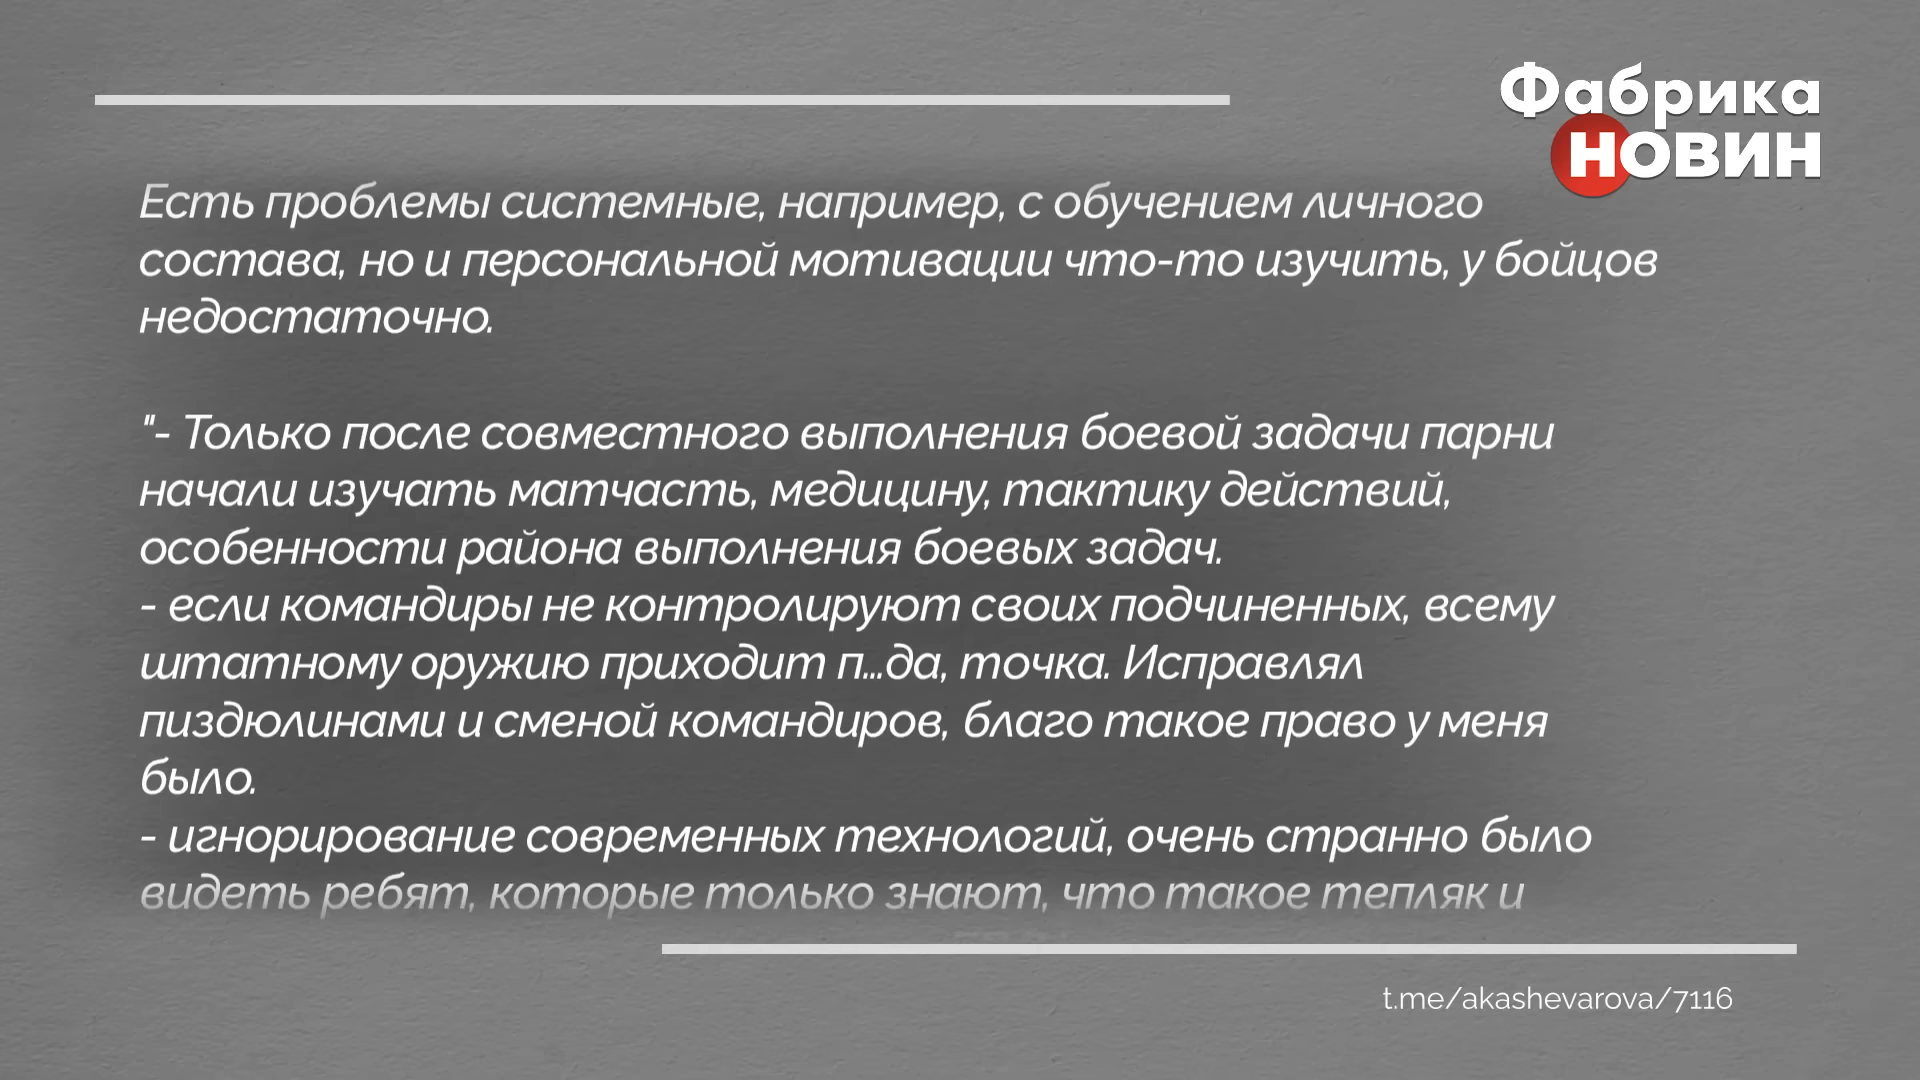 Фабрика
новин
Есть проблемы системные, например, с обучением личного
состава, но и персональной мотивации что-то изучить, у бойцов
недостаточно.
"- Только после совместного выполнения боевой задачи парни
начали изучать матчасть, медицину, тактику действий,
особенности района выполнения боевых задач.
- если командиры не контролируют своих подчиненных, всему
штатному оружию приходит п...да, точка. Исправлял
пиздюлинами и сменой командиров, благо такое право у меня
было.
- игнорирование современных технологий, очень странно было
видеть ребят, которые только знают, что такое тепляк и
t.me/akashevarova/7116